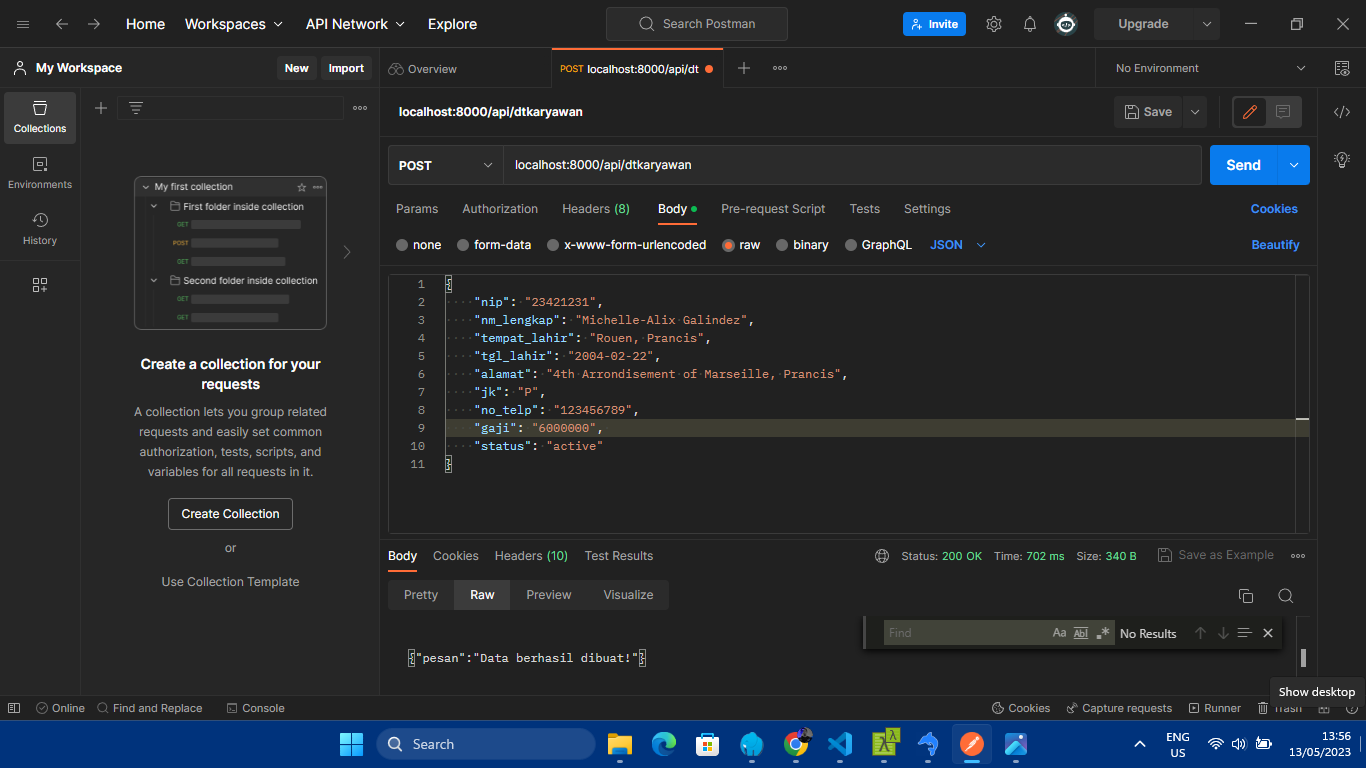 Home Workspaces API Network Explore Search Postman Invite Upgrade
My Workspace New Import Overview POST localhost:8000/api/dt No Environment
Collections
Environments
History
My first collection
First folder inside collection
GET
POST
GET
Second folder inside collection
GET
GET
Create a collection for your
requests
A collection lets you group related
requests and easily set common
authorization, tests, scripts, and
variables for all requests in it.
Create Collection
or
Use Collection Template
localhost:8000/api/dtkaryawan Save
POST localhost:8000/api/dtkaryawan Send
Params Authorization Headers (8) Body Pre-request Script Tests Settings Cookies
none form-data x-www-form-urlencoded raw binary GraphQL JSON Beautify
1 {
2 "nip": "23421231",
3 "nm_lengkap": "Michelle-Alix Galindez",
4 "tempat_lahir": "Rouen, Prancis",
5 "tgl_lahir": "2004-02-22",
6 "alamat": "4th Arrondisement of Marseille, Prancis",
7 "jk": "P",
8 "no_telp": "123456789",
9 "gaji": "6000000",
10 "status": "active"
11 }
Body Cookies Headers (10) Test Results Status: 200 OK Time: 702 ms Size: 340 B Save as Example
Pretty Raw Preview Visualize
Find Aa Abl .* No Results
{"pesan":"Data berhasil dibuat!"}
Show desktop
Online Find and Replace Console Cookies Capture requests Runner Trash
Search ENG
US 13:56
13/05/2023